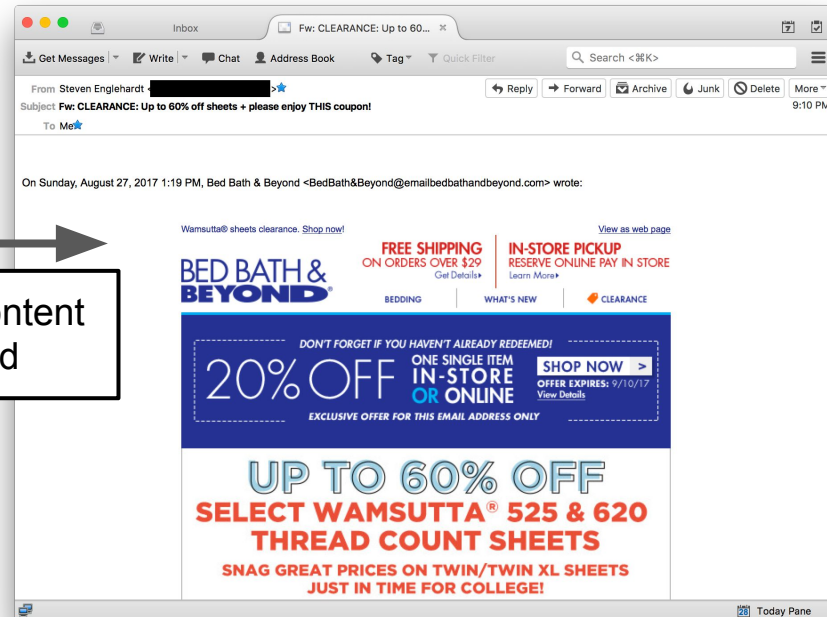 Inbox
Fw: CLEARANCE: Up to 60... ×
Get Messages Write Chat Address Book Tag Quick Filter Search <⌘K>
From Steven Englehardt < >
Reply Forward Archive Junk Delete More
Subject Fw: CLEARANCE: Up to 60% off sheets + please enjoy THIS coupon!
9:10 PM
To Me
On Sunday, August 27, 2017 1:19 PM, Bed Bath & Beyond <BedBath&Beyond@emailbedbathandbeyond.com> wrote:
Wamsutta® sheets clearance. Shop now!
View as web page
BED BATH &
BEYOND®
FREE SHIPPING
ON ORDERS OVER $29
Get Details
IN-STORE PICKUP
RESERVE ONLINE PAY IN STORE
Learn More
BEDDING WHAT'S NEW CLEARANCE
DON'T FORGET IF YOU HAVEN'T ALREADY REDEEMED!
20% OFF
ONE SINGLE ITEM
IN-STORE
OR ONLINE
SHOP NOW >
OFFER EXPIRES: 9/10/17
View Details
EXCLUSIVE OFFER FOR THIS EMAIL ADDRESS ONLY
UP TO 60% OFF
SELECT WAMSUTTA® 525 & 620
THREAD COUNT SHEETS
SNAG GREAT PRICES ON TWIN/TWIN XL SHEETS
JUST IN TIME FOR COLLEGE!
28 Today Pane